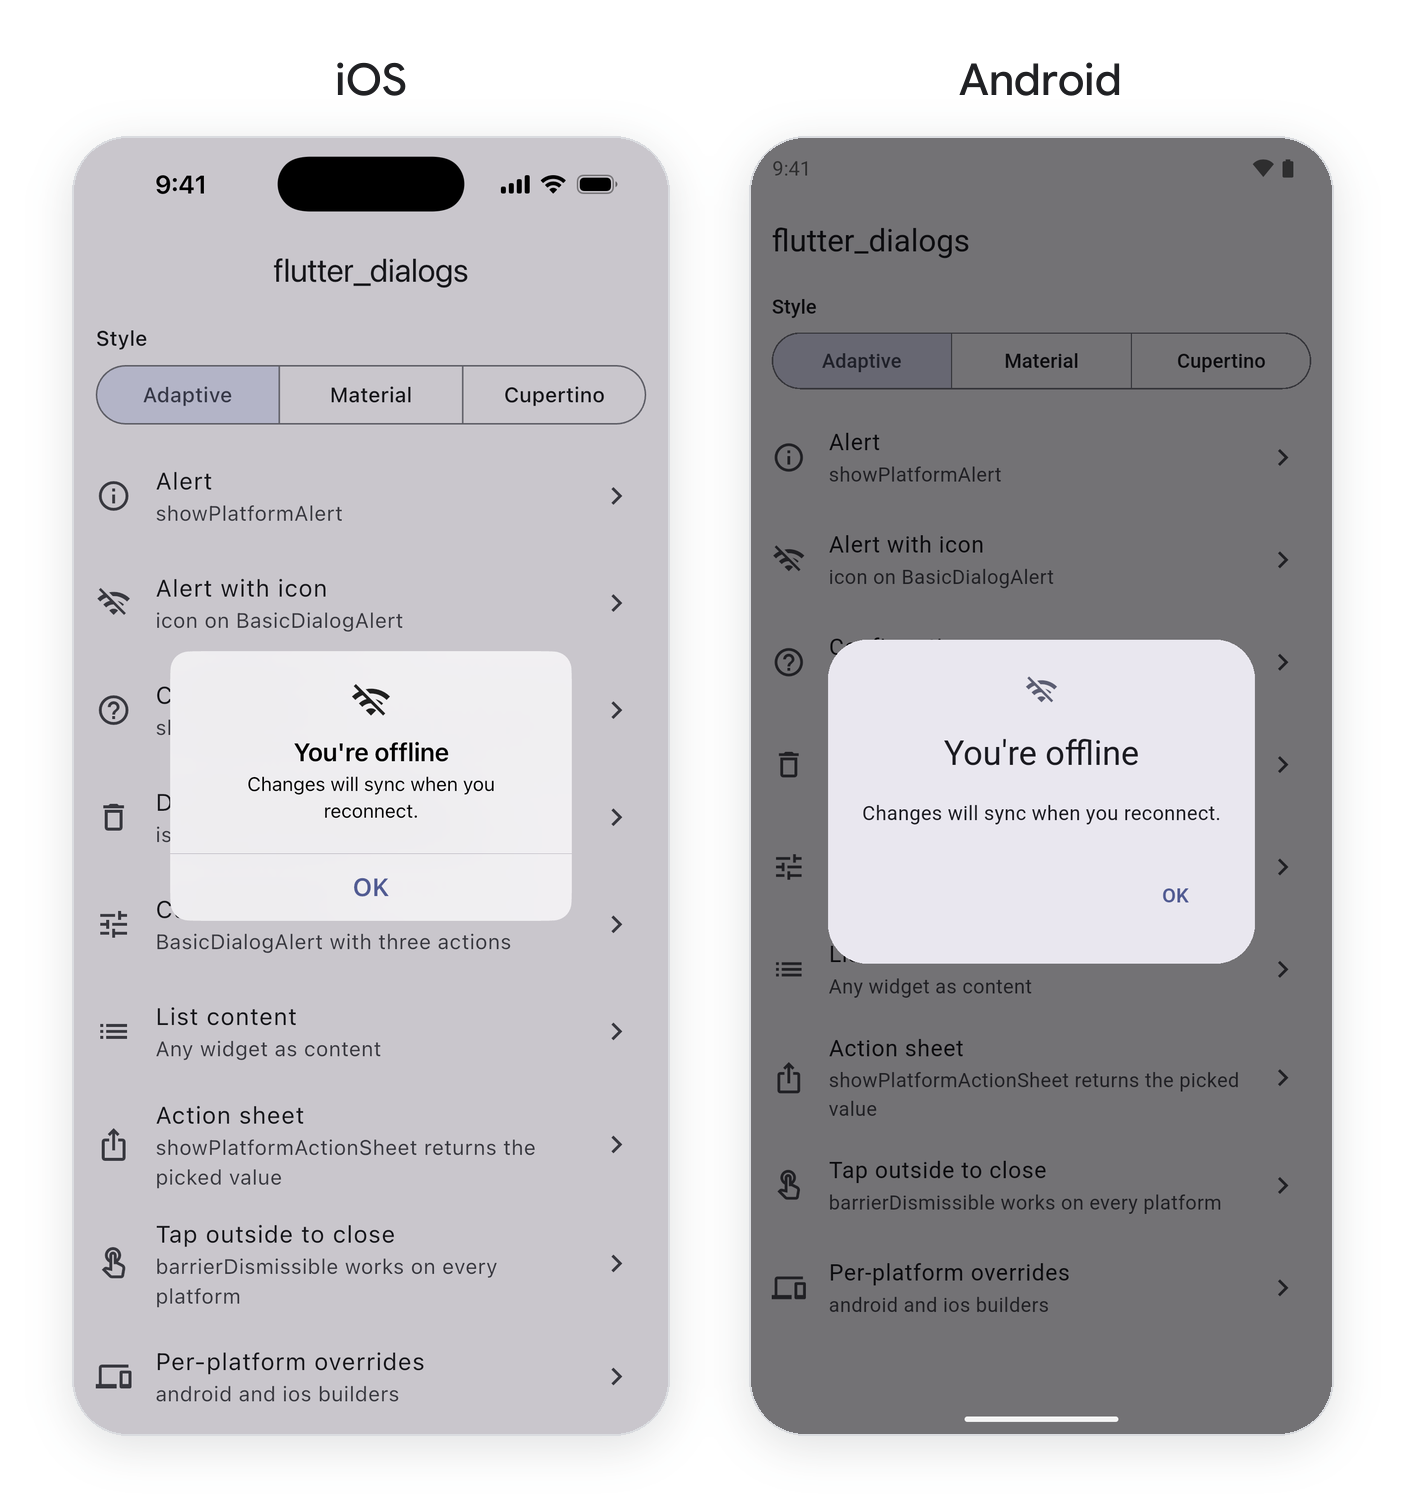 iOS
9:41
flutter_dialogs
Style
Adaptive
Material
Cupertino
Alert
showPlatformAlert
Alert with icon
icon on BasicDialogAlert
You're offline
Changes will sync when you
reconnect.
OK
BasicDialogAlert with three actions
List content
Any widget as content
Action sheet
showPlatformActionSheet returns the
picked value
Tap outside to close
barrierDismissible works on every
platform
Per-platform overrides
android and ios builders
Android
9:41
flutter_dialogs
Style
Adaptive
Material
Cupertino
Alert
showPlatformAlert
Alert with icon
icon on BasicDialogAlert
You're offline
Changes will sync when you reconnect.
OK
Any widget as content
Action sheet
showPlatformActionSheet returns the picked
value
Tap outside to close
barrierDismissible works on every platform
Per-platform overrides
android and ios builders